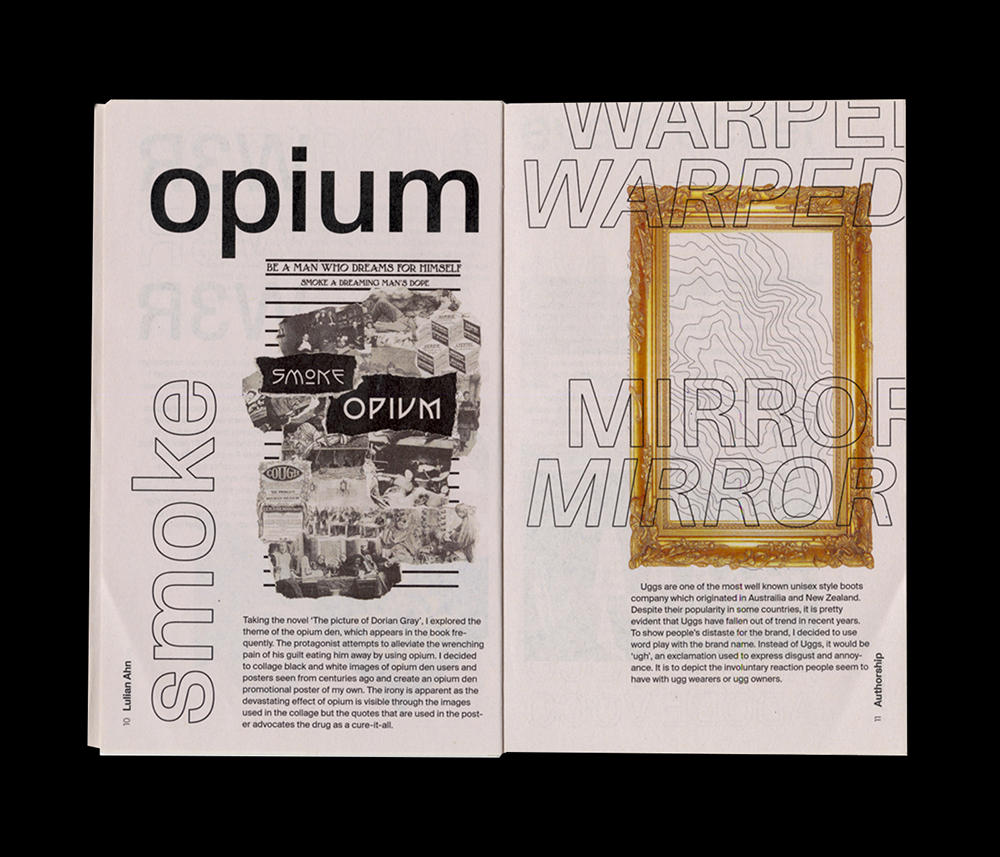 opium
BE A MAN WHO DREAMS FOR HIMSELF
SMOKE A DREAMING MAN'S DOPE
SMOKE
OPIVM
COUGH
smoke
Taking the novel ‘The picture of Dorian Gray’, I explored the
theme of the opium den, which appears in the book fre-
quently. The protagonist attempts to alleviate the wrenching
pain of his guilt eating him away by using opium. I decided
to collage black and white images of opium den users and
posters seen from centuries ago and create an opium den
promotional poster of my own. The irony is apparent as the
devastating effect of opium is visible through the images
used in the collage but the quotes that are used in the post-
er advocates the drug as a cure-it-all.
10 Lulian Ahn
WARPE
WARPED
MIRROR
MIRROR
Uggs are one of the most well known unisex style boots
company which originated in Austrailia and New Zealand.
Despite their popularity in some countries, it is pretty
evident that Uggs have fallen out of trend in recent years.
To show people’s distaste for the brand, I decided to use
word play with the brand name. Instead of Uggs, it would be
‘ugh’, an exclamation used to express disgust and annoy-
ance. It is to depict the involuntary reaction people seem to
have with ugg wearers or ugg owners.
11 Authorship